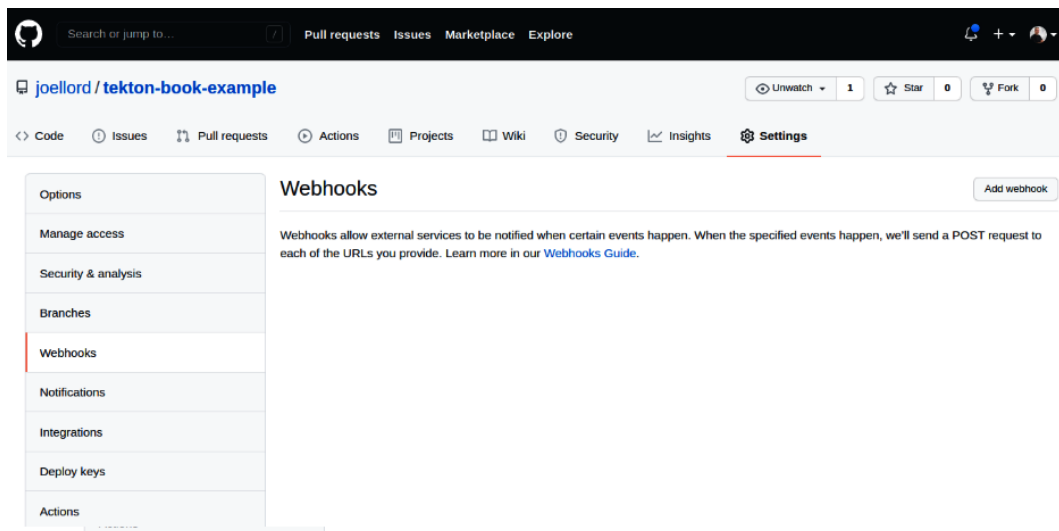 Search or jump to... / Pull requests Issues Marketplace Explore
joellord / tekton-book-example Unwatch 1 Star 0 Fork 0
Code Issues Pull requests Actions Projects Wiki Security Insights Settings
Options
Manage access
Security & analysis
Branches
Webhooks
Notifications
Integrations
Deploy keys
Actions
Webhooks Add webhook
Webhooks allow external services to be notified when certain events happen. When the specified events happen, we'll send a POST request to
each of the URLs you provide. Learn more in our Webhooks Guide.